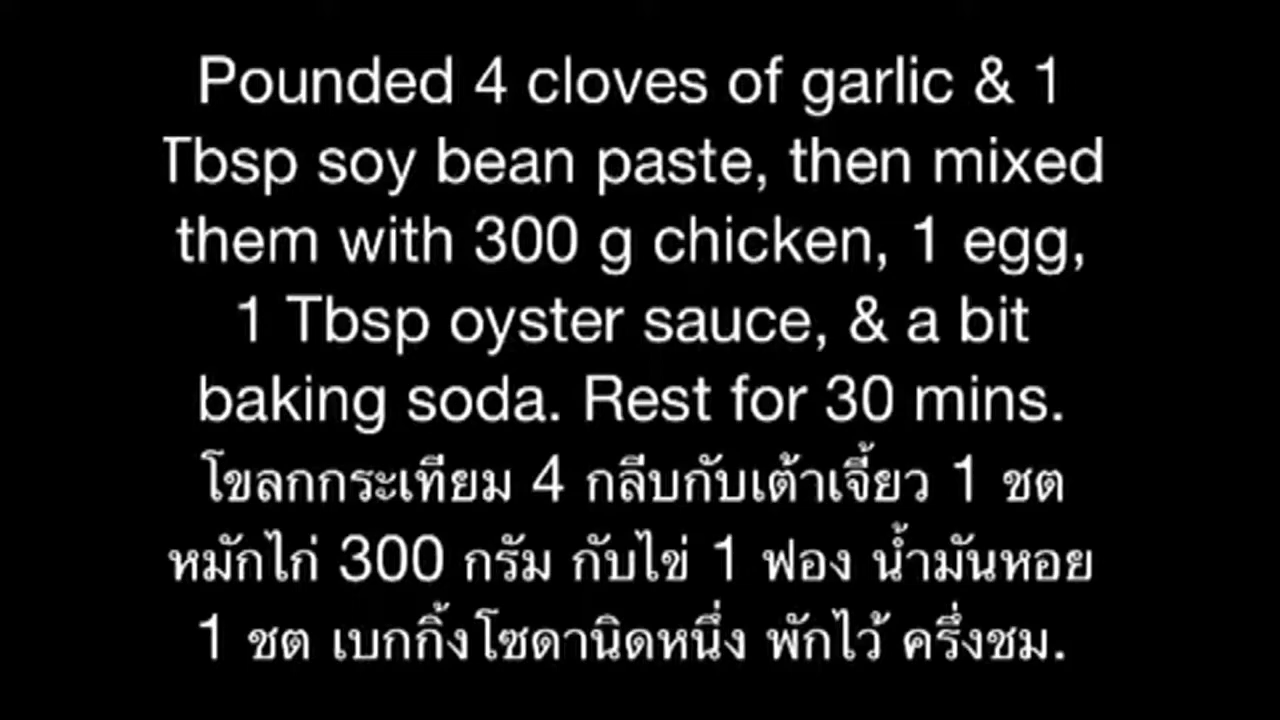 Pounded 4 cloves of garlic & 1
Tbsp soy bean paste, then mixed
them with 300 g chicken, 1 egg,
1 Tbsp oyster sauce, & a bit
baking soda. Rest for 30 mins.
โขลกกระเทียม 4 กลีบกับเต้าเจี้ยว 1 ชต
หมักไก่ 300 กรัม กับไข่ 1 ฟอง น้ำมันหอย
1 ชต เบกกิ้งโซดานิดหนึ่ง พักไว้ ครึ่งชม.